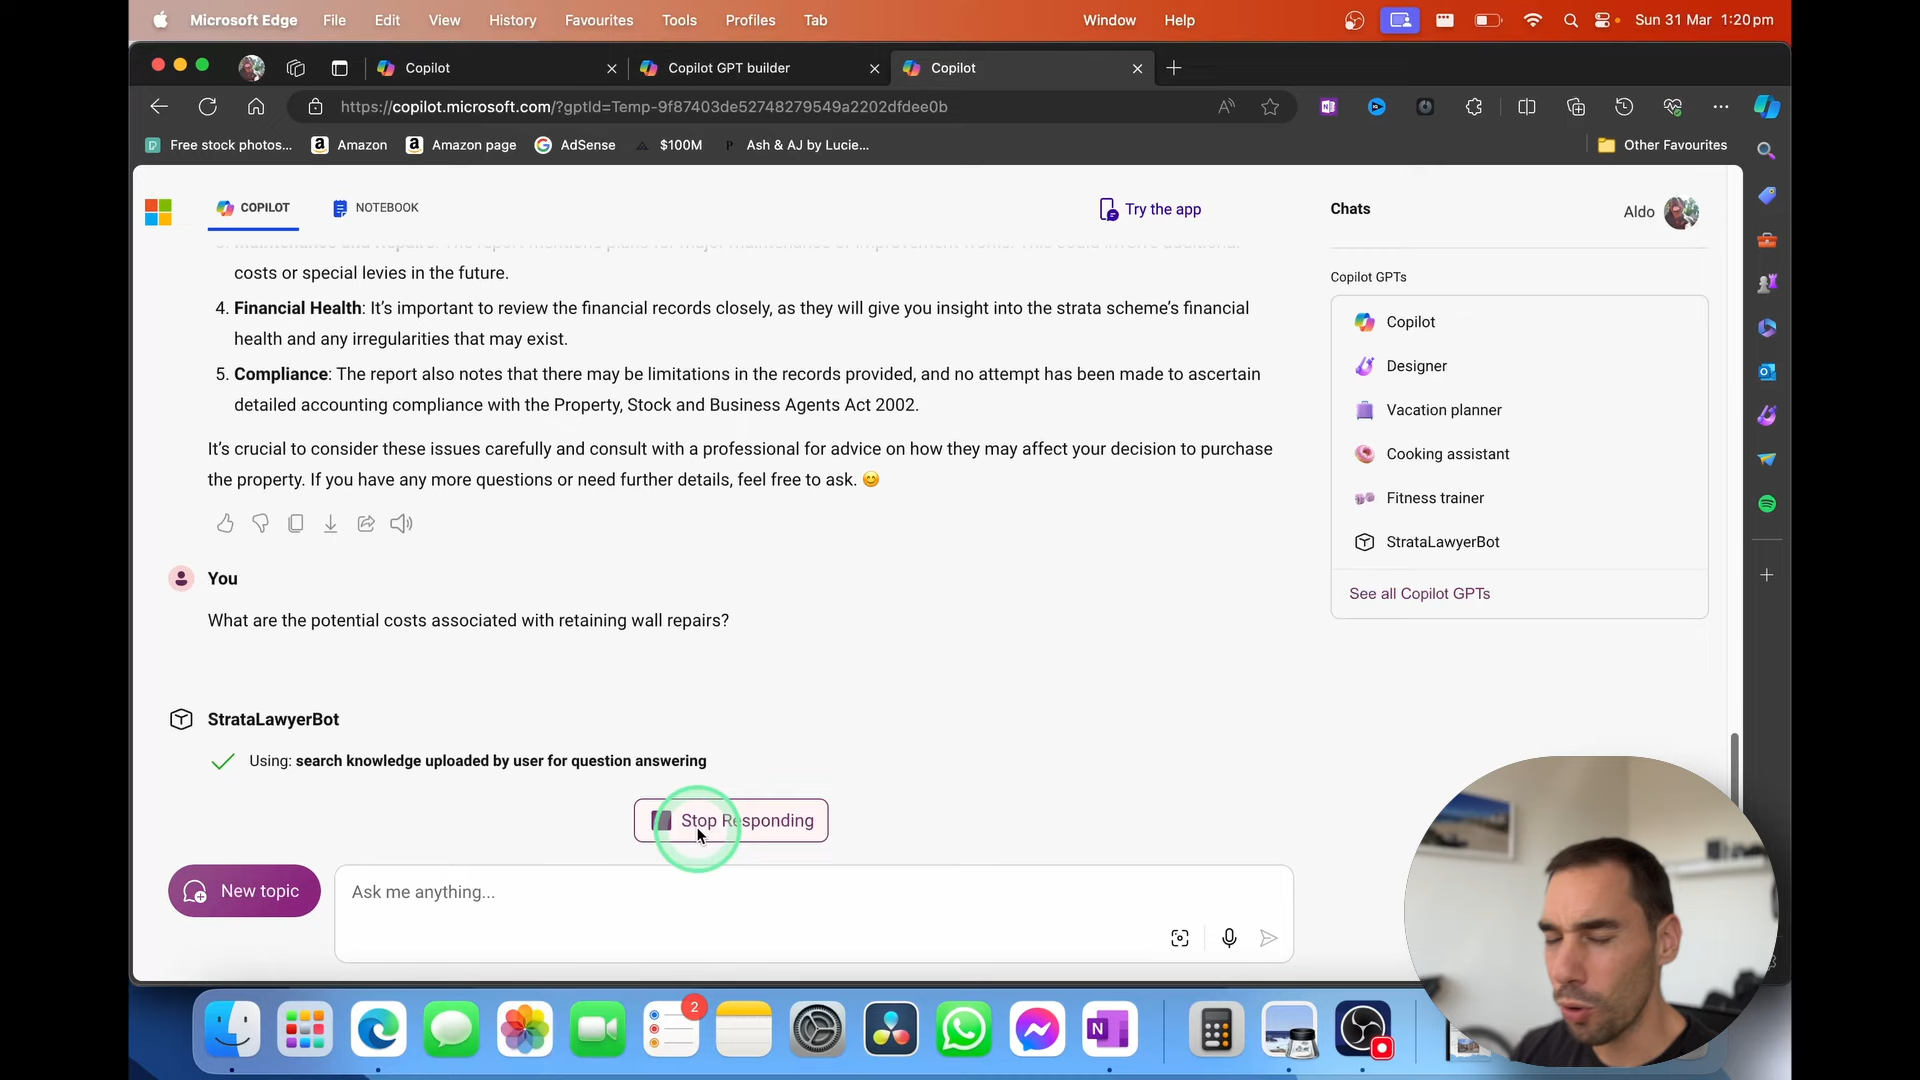 Microsoft Edge File Edit View History Favourites Tools Profiles Tab Window Help Sun 31 Mar 1:20pm
Copilot Copilot GPT builder Copilot
https://copilot.microsoft.com/?gptId=Temp-9f87403de52748279549a2202dfdee0b
Free stock photos... Amazon Amazon page AdSense $100M Ash & AJ by Lucie... Other Favourites
COPILOT NOTEBOOK Try the app Chats Aldo
costs or special levies in the future.
4. Financial Health: It's important to review the financial records closely, as they will give you insight into the strata scheme's financial
health and any irregularities that may exist.
5. Compliance: The report also notes that there may be limitations in the records provided, and no attempt has been made to ascertain
detailed accounting compliance with the Property, Stock and Business Agents Act 2002.
It's crucial to consider these issues carefully and consult with a professional for advice on how they may affect your decision to purchase
the property. If you have any more questions or need further details, feel free to ask. 😊
You
What are the potential costs associated with retaining wall repairs?
StrataLawyerBot
Using: search knowledge uploaded by user for question answering
Stop Responding
New topic
Ask me anything...
Copilot GPTs
Copilot
Designer
Vacation planner
Cooking assistant
Fitness trainer
StrataLawyerBot
See all Copilot GPTs
2